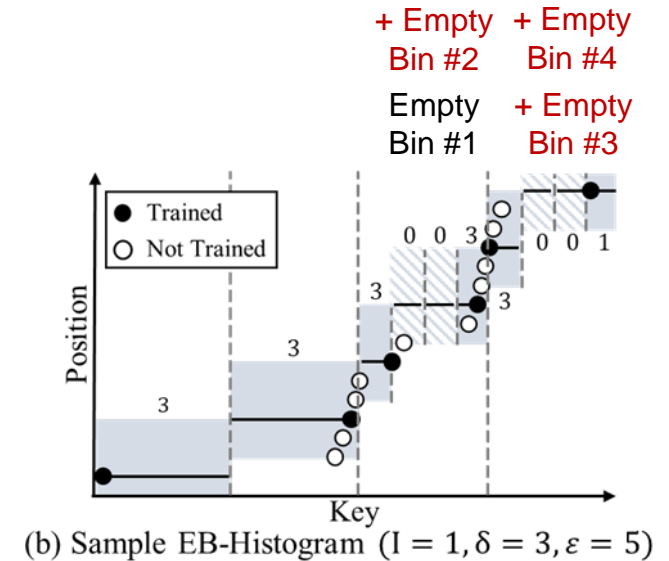 + Empty + Empty
Bin #2 Bin #4
Empty + Empty
Bin #1 Bin #3
Trained
Not Trained
0 0 3
0 0 1
3
3
3
3
Position
Key
(b) Sample EB-Histogram (I = 1, δ = 3, ε = 5)